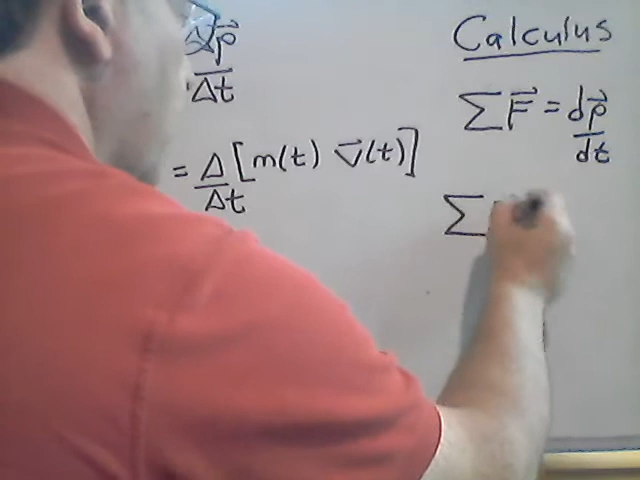 Δp⃗
Δt
= Δ/Δt [m(t) v⃗(t)]
Calculus
ΣF⃗ = dp⃗/dt
Σ